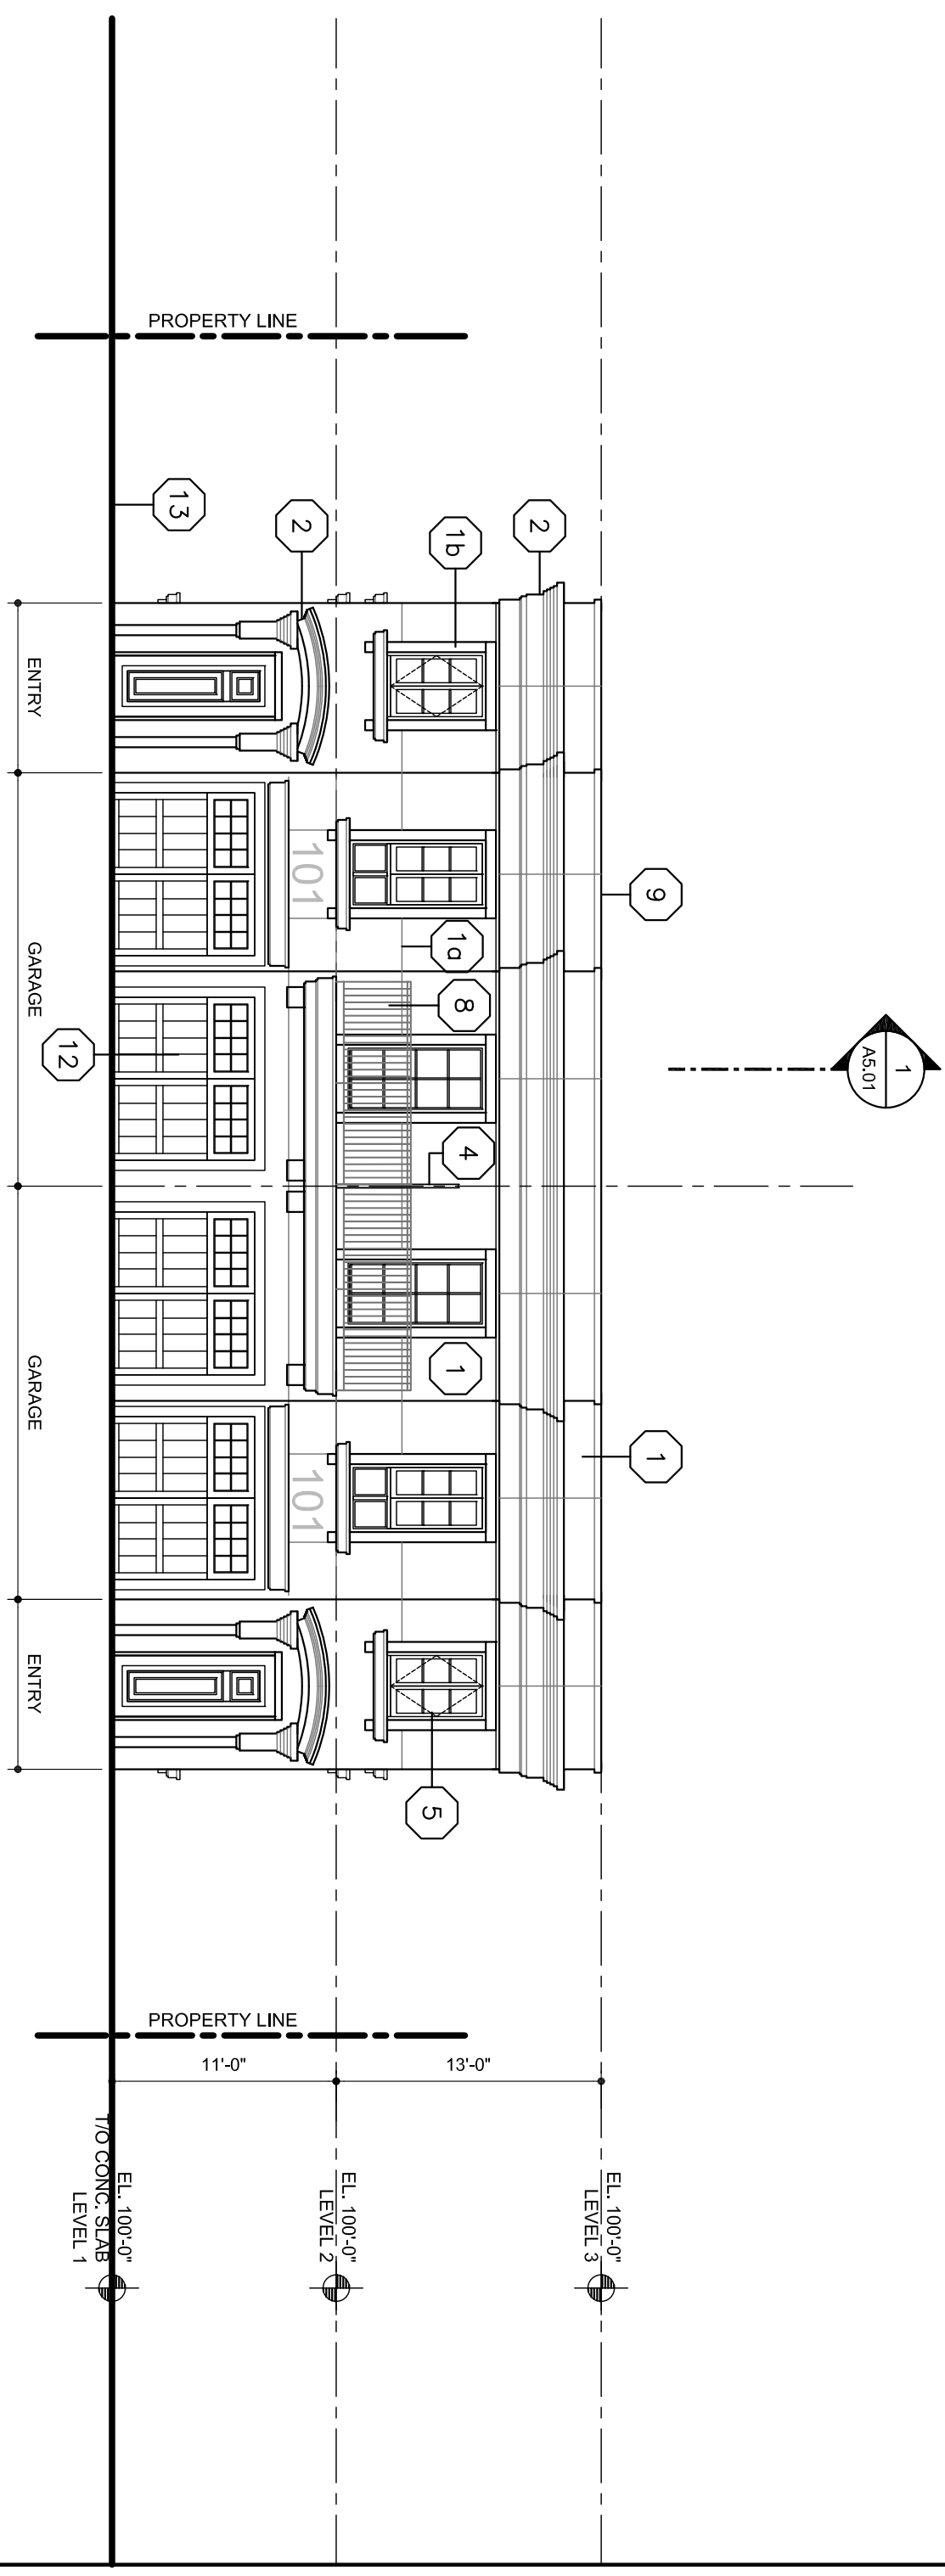 1
A5.01
9
1
2
1b
1a
8
4
1
5
2
101
101
13
12
PROPERTY LINE
PROPERTY LINE
13'-0"
11'-0"
EL. 100'-0"
LEVEL 3
EL. 100'-0"
LEVEL 2
EL. 100'-0"
T/O CONC. SLAB
LEVEL 1
ENTRY
GARAGE
GARAGE
ENTRY